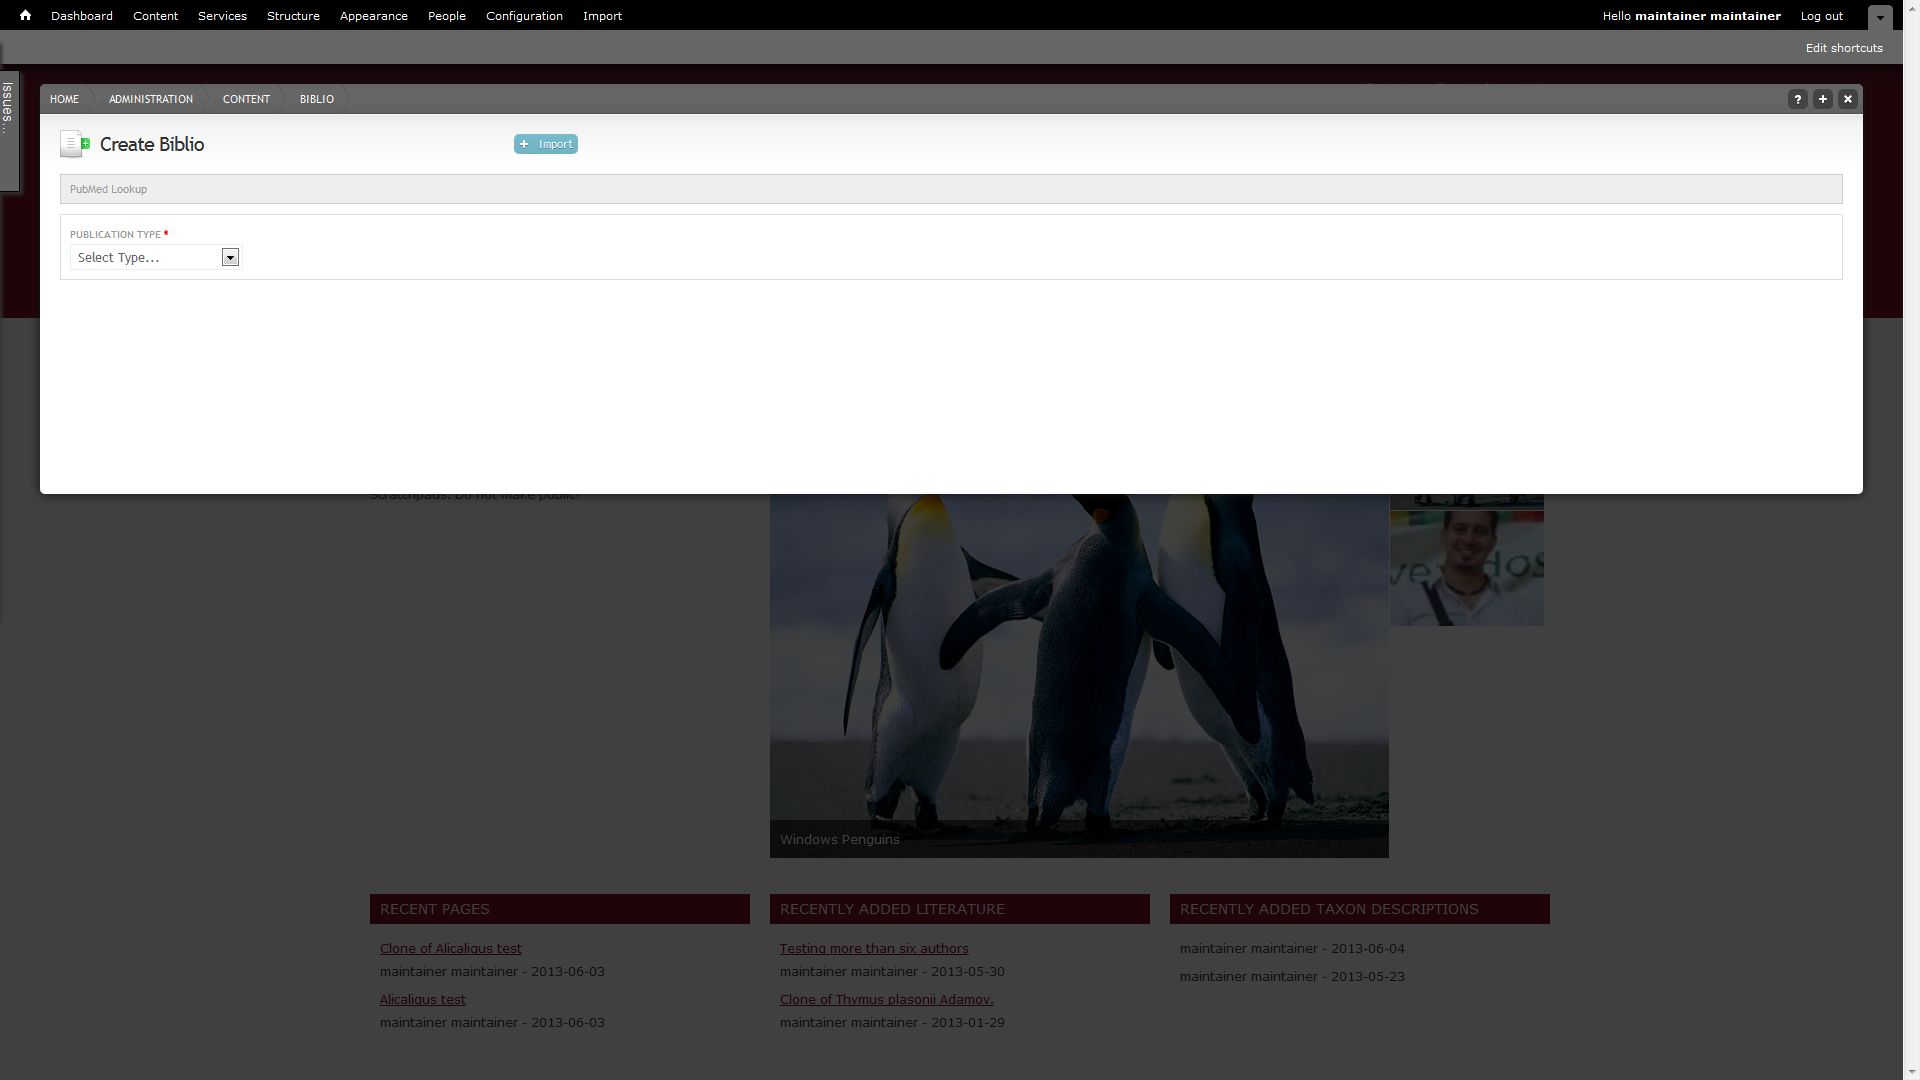 Dashboard Content Services Structure Appearance People Configuration Import Hello maintainer maintainer Log out
Edit shortcuts
Issues...
HOME ADMINISTRATION CONTENT BIBLIO ? + ×
Create Biblio + Import
PubMed Lookup
PUBLICATION TYPE *
Select Type...
Scratchpads. Do not make public!
Windows Penguins
RECENT PAGES
Clone of Alicaligus test
maintainer maintainer - 2013-06-03
Alicaligus test
maintainer maintainer - 2013-06-03
RECENTLY ADDED LITERATURE
Testing more than six authors
maintainer maintainer - 2013-05-30
Clone of Thymus plasonii Adamov.
maintainer maintainer - 2013-01-29
RECENTLY ADDED TAXON DESCRIPTIONS
maintainer maintainer - 2013-06-04
maintainer maintainer - 2013-05-23